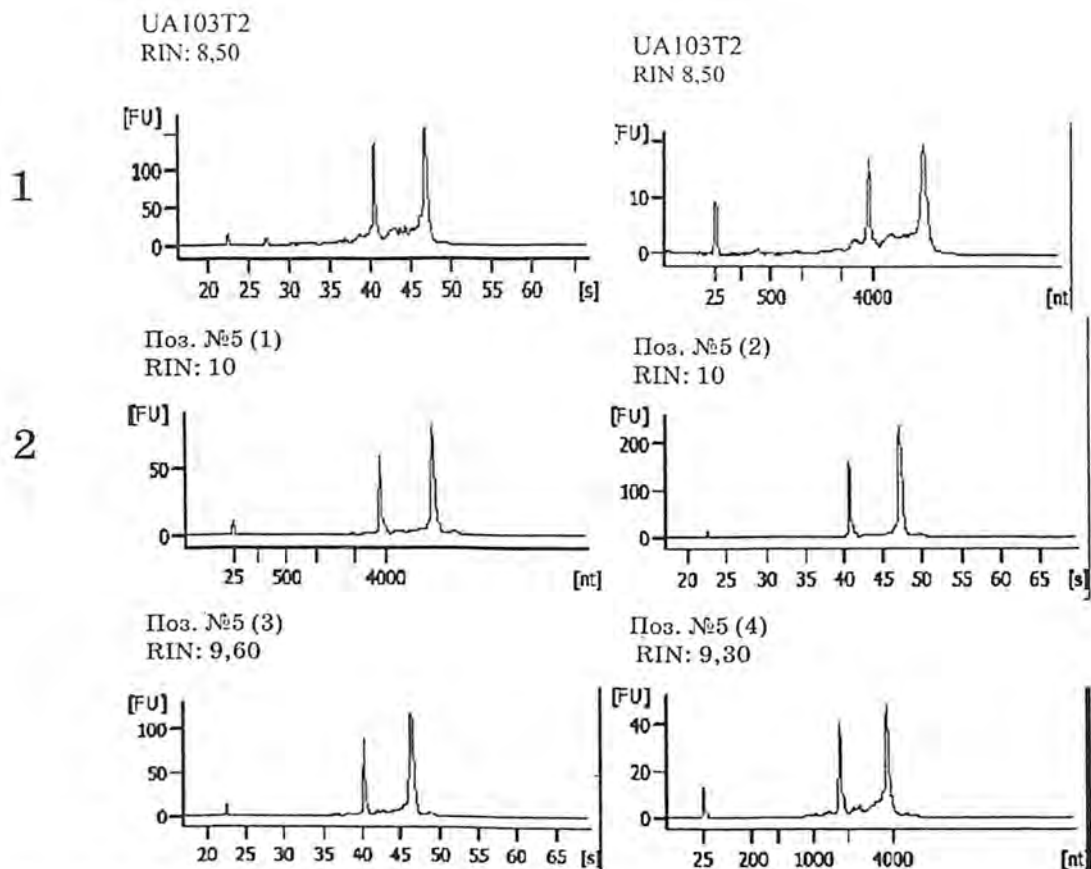 UA103T2
RIN: 8,50
UA103T2
RIN 8,50
1
[FU]
100
50
0
20 25 30 35 40 45 50 55 60 [s]
[FU]
10
0
25 500 4000 [nt]
Поз. №5 (1)
RIN: 10
Поз. №5 (2)
RIN: 10
2
[FU]
50
0
25 500 4000 [nt]
[FU]
200
100
0
20 25 30 35 40 45 50 55 60 65 [s]
Поз. №5 (3)
RIN: 9,60
Поз. №5 (4)
RIN: 9,30
[FU]
100
50
0
20 25 30 35 40 45 50 55 60 65 [s]
[FU]
40
20
0
25 200 1000 4000 [nt]